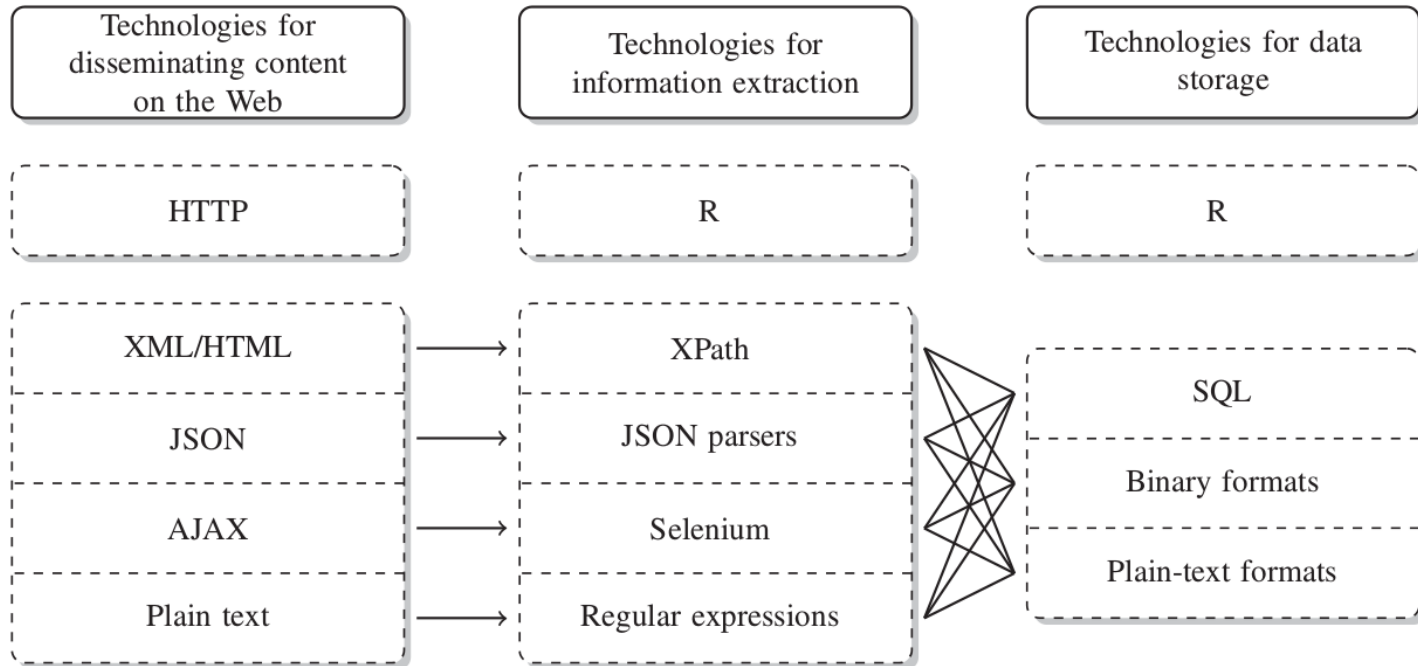 Technologies for
disseminating content
on the Web
Technologies for
information extraction
Technologies for data
storage
HTTP
R
R
XML/HTML
XPath
SQL
JSON
JSON parsers
Binary formats
AJAX
Selenium
Plain-text formats
Plain text
Regular expressions